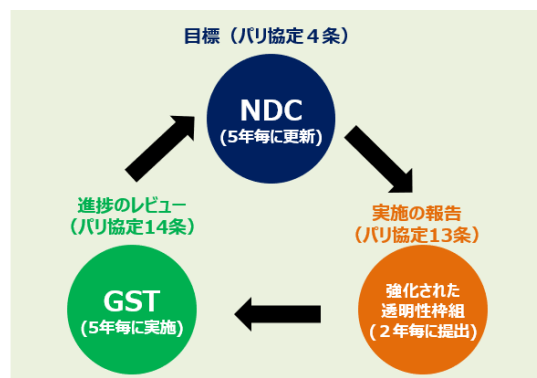 目標（パリ協定４条）
NDC
(5年毎に更新)
進捗のレビュー
（パリ協定14条）
実施の報告
（パリ協定13条）
GST
(5年毎に実施)
強化された
透明性枠組
(２年毎に提出)